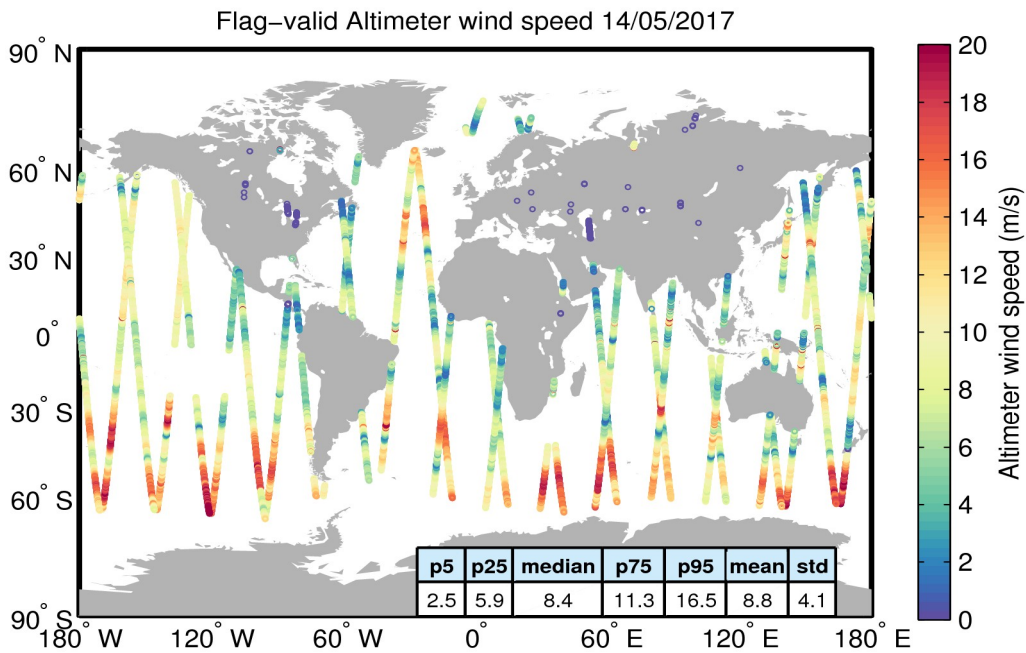 Flag−valid Altimeter wind speed 14/05/2017
90° N
60° N
30° N
0°
30° S
60° S
90° S
180° W
120° W
60° W
0°
60° E
120° E
180° E
p5 p25 median p75 p95 mean std
2.5 5.9 8.4 11.3 16.5 8.8 4.1
20
18
16
14
12
10
8
6
4
2
0
Altimeter wind speed (m/s)